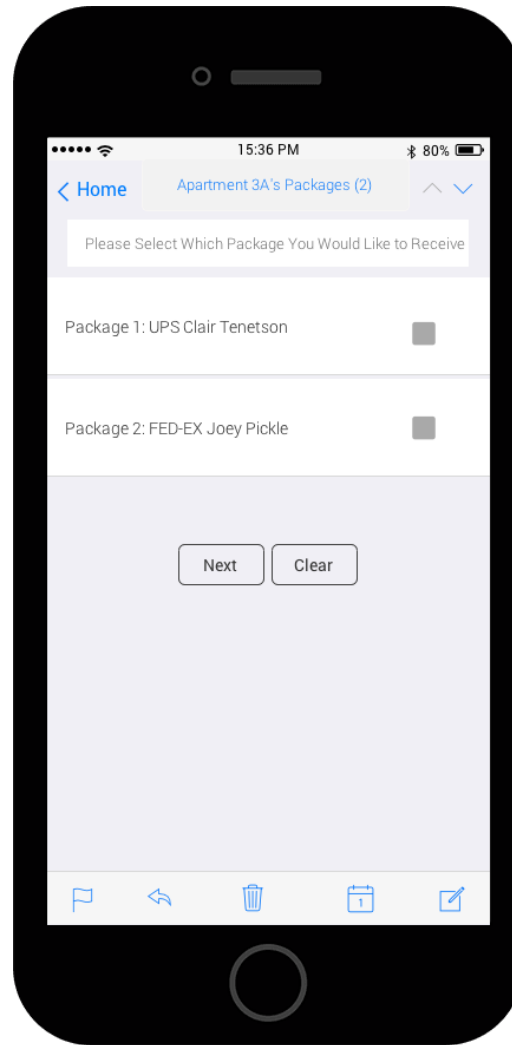 15:36 PM
80%
Home
Apartment 3A's Packages (2)
Please Select Which Package You Would Like to Receive
Package 1: UPS Clair Tenetson
Package 2: FED-EX Joey Pickle
Next
Clear
1